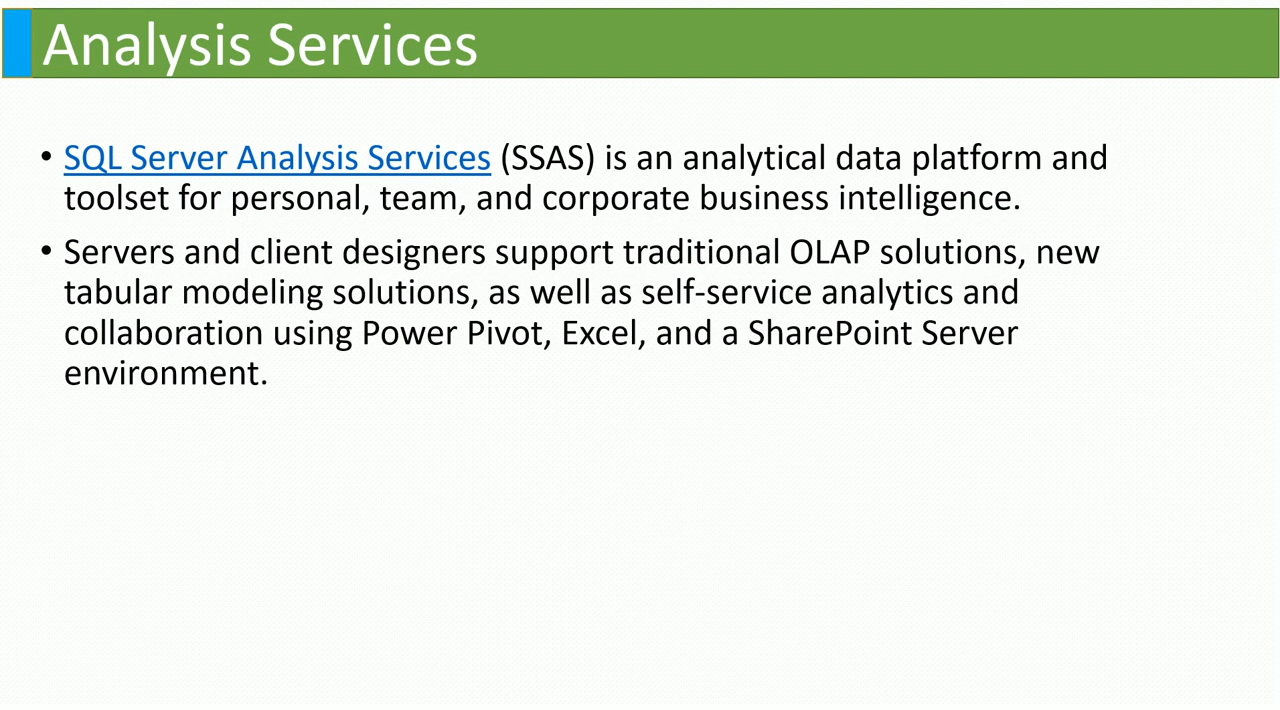 Analysis Services
• SQL Server Analysis Services (SSAS) is an analytical data platform and
toolset for personal, team, and corporate business intelligence.
• Servers and client designers support traditional OLAP solutions, new
tabular modeling solutions, as well as self-service analytics and
collaboration using Power Pivot, Excel, and a SharePoint Server
environment.